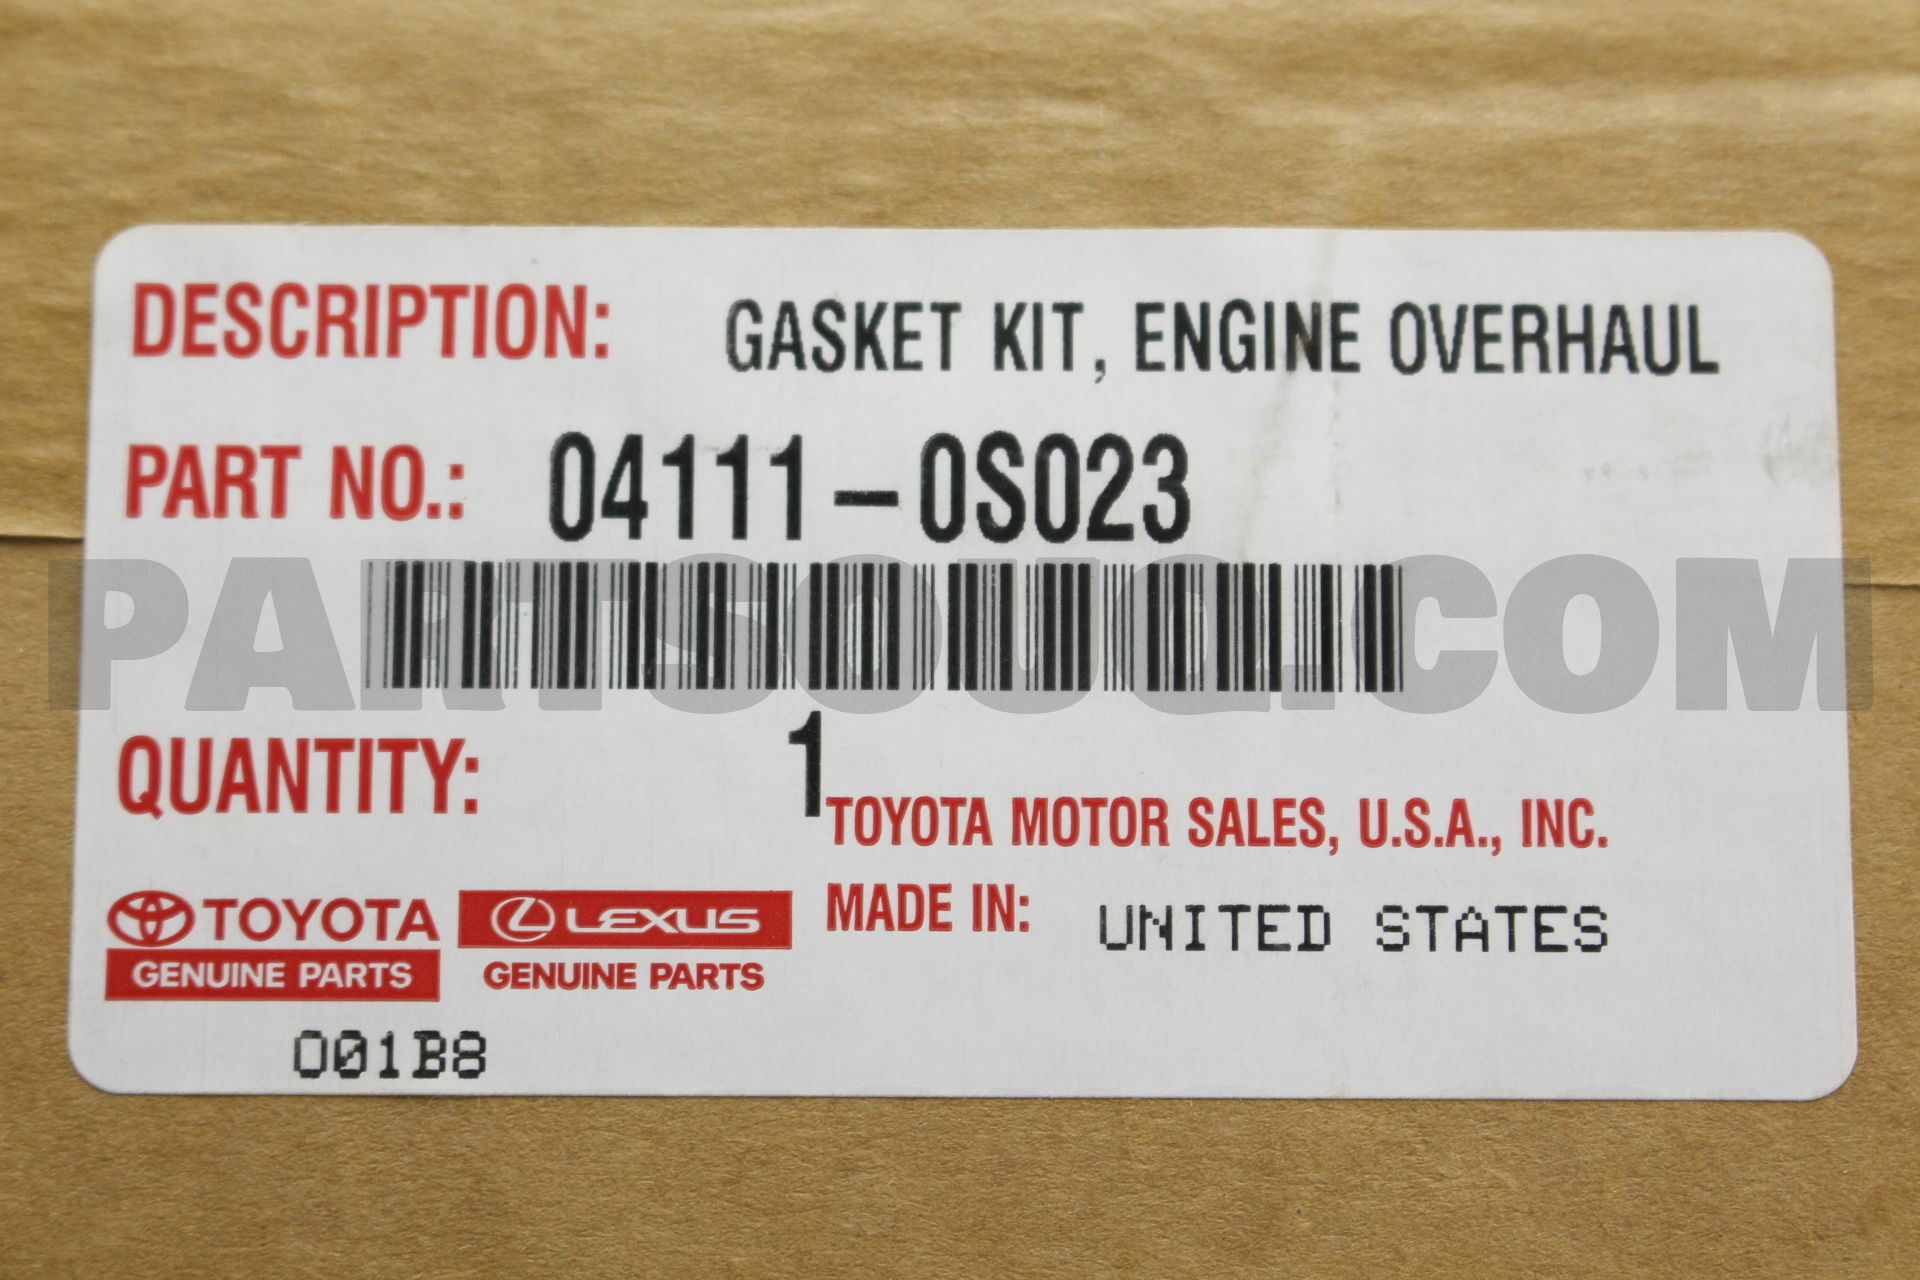 DESCRIPTION: GASKET KIT, ENGINE OVERHAUL
PART NO.: 04111-0S023
PARTSOUQ.COM
QUANTITY: 1
TOYOTA MOTOR SALES, U.S.A., INC.
TOYOTA LEXUS MADE IN: UNITED STATES
GENUINE PARTS GENUINE PARTS
O01B8